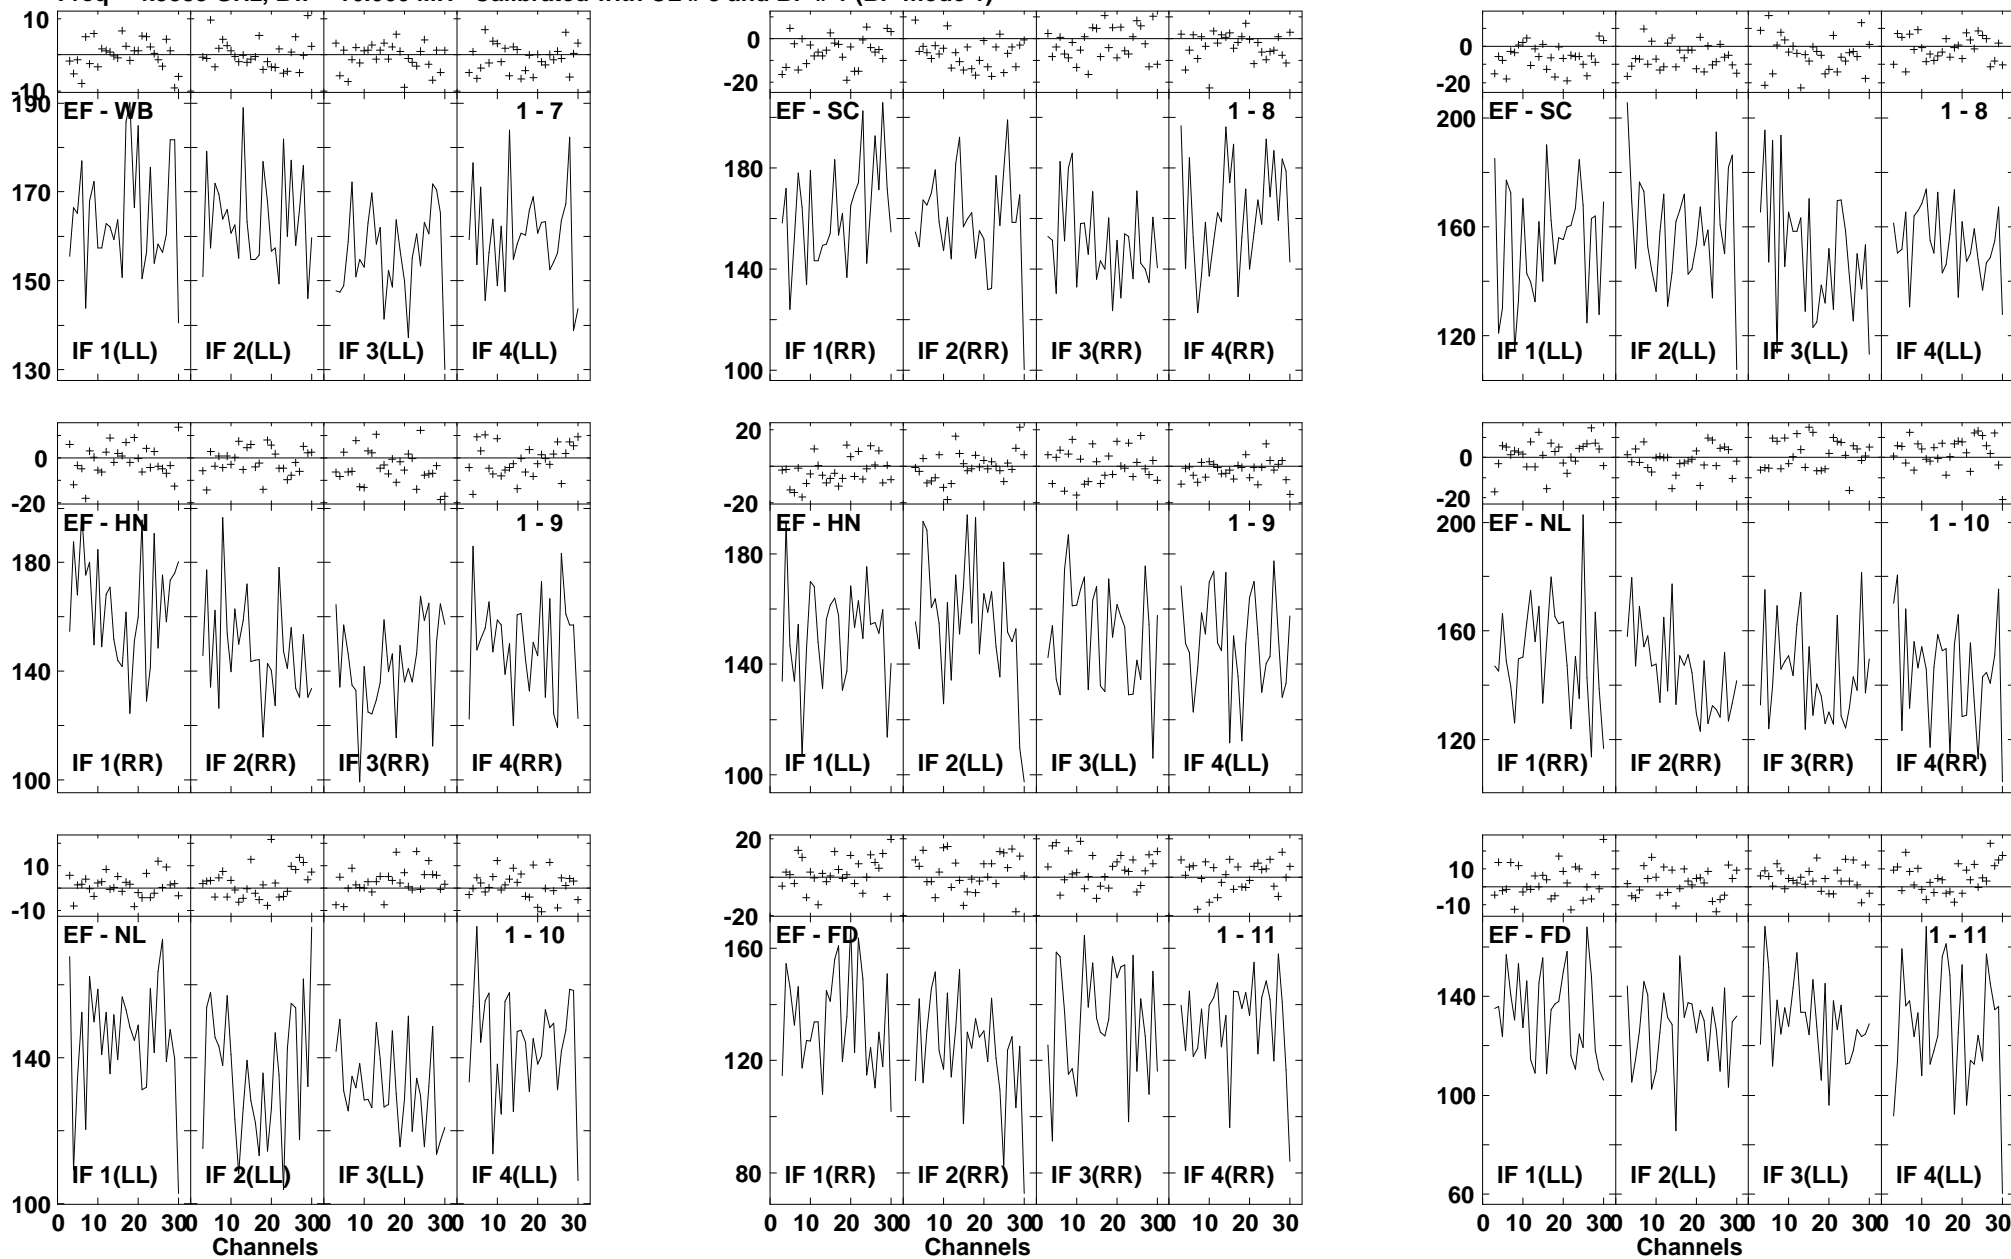 10
-10
190
170
150
130
EF - WB
1 - 7
IF 1(LL)
IF 2(LL)
IF 3(LL)
IF 4(LL)
0
-20
180
140
100
EF - SC
1 - 8
IF 1(RR)
IF 2(RR)
IF 3(RR)
IF 4(RR)
0
-20
200
160
120
EF - SC
1 - 8
IF 1(LL)
IF 2(LL)
IF 3(LL)
IF 4(LL)
0
-20
180
140
100
EF - HN
1 - 9
IF 1(RR)
IF 2(RR)
IF 3(RR)
IF 4(RR)
20
0
-20
180
140
100
EF - HN
1 - 9
IF 1(LL)
IF 2(LL)
IF 3(LL)
IF 4(LL)
0
-20
200
160
120
EF - NL
1 - 10
IF 1(RR)
IF 2(RR)
IF 3(RR)
IF 4(RR)
10
-10
140
100
EF - NL
1 - 10
IF 1(LL)
IF 2(LL)
IF 3(LL)
IF 4(LL)
0 10 20 30 0 10 20 30 0 10 20 30 0 10 20 30
Channels
20
0
-20
160
120
80
EF - FD
1 - 11
IF 1(RR)
IF 2(RR)
IF 3(RR)
IF 4(RR)
0 10 20 30 0 10 20 30 0 10 20 30 0 10 20 30
Channels
10
-10
140
100
60
EF - FD
1 - 11
IF 1(LL)
IF 2(LL)
IF 3(LL)
IF 4(LL)
0 10 20 30 0 10 20 30 0 10 20 30 0 10 20 30
Channels